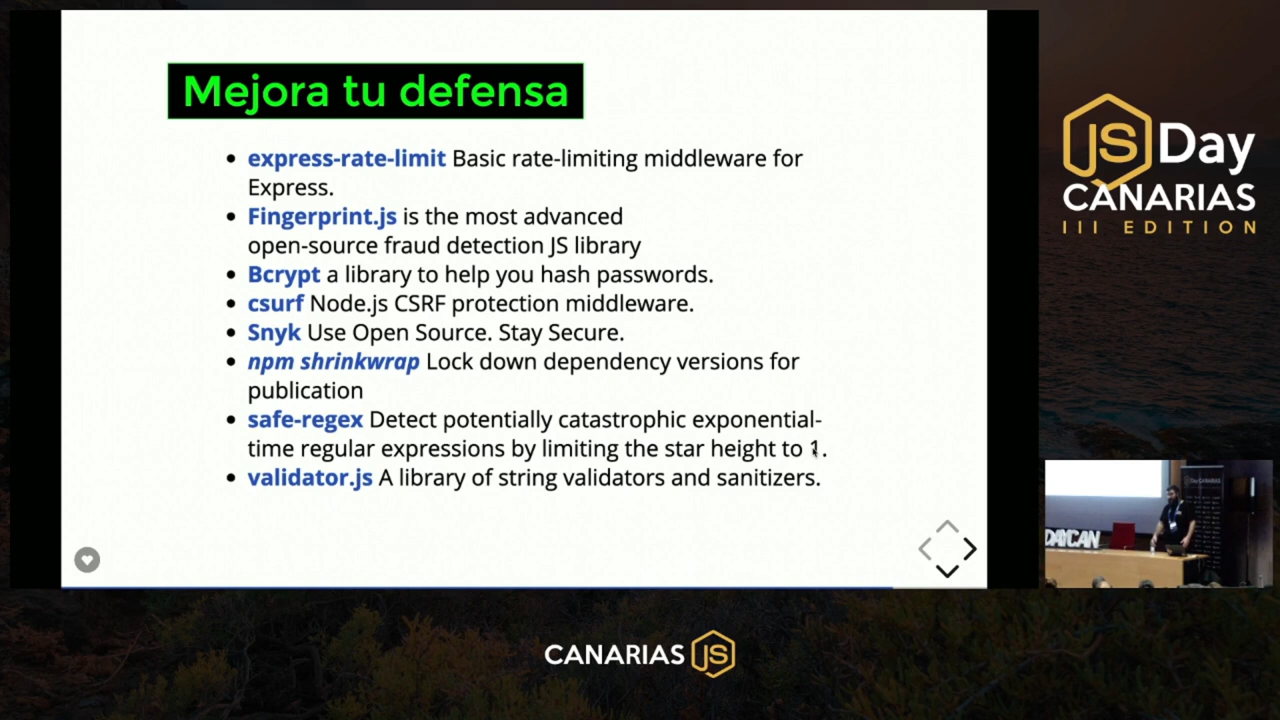 Mejora tu defensa
express-rate-limit Basic rate-limiting middleware for
Express.
Fingerprint.js is the most advanced
open-source fraud detection JS library
Bcrypt a library to help you hash passwords.
csurf Node.js CSRF protection middleware.
Snyk Use Open Source. Stay Secure.
npm shrinkwrap Lock down dependency versions for
publication
safe-regex Detect potentially catastrophic exponential-
time regular expressions by limiting the star height to 1.
validator.js A library of string validators and sanitizers.
JS Day
CANARIAS
III EDITION
DAYCAN
CANARIAS JS